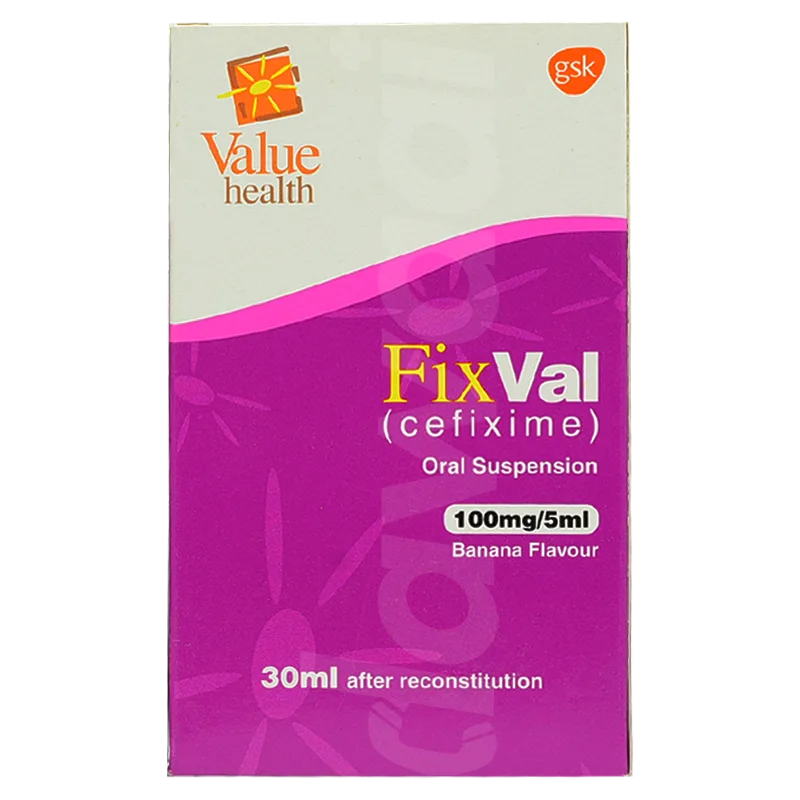 gsk
Value
health
FixVal
(cefixime)
Oral Suspension
100mg/5ml
Banana Flavour
30ml after reconstitution